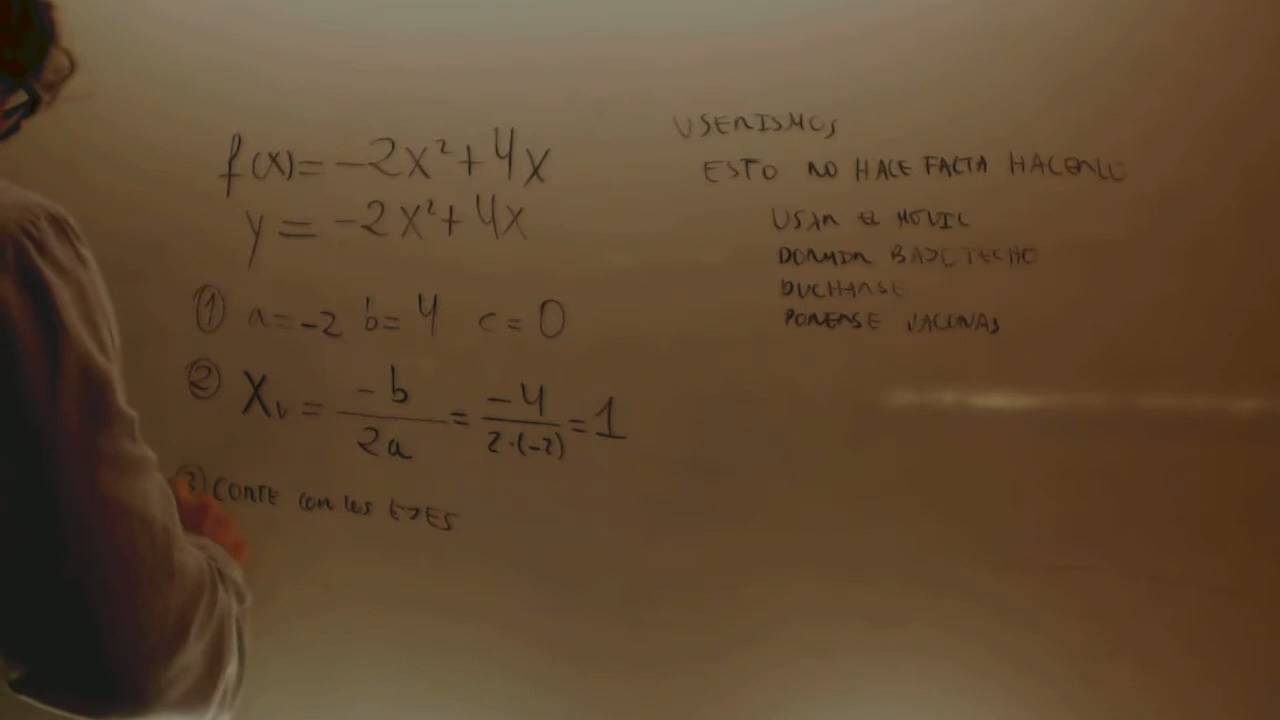 f(x)=-2x²+4x
y=-2x²+4x
① a=-2 b=4 c=0
② Xv = -b/2a = -4/2·(-2) = 1
③ CORTE con los EJES
USERISMOS
ESTO NO HACE FALTA HACERLO
USAR EL MOVIL
DORMIR BAJO TECHO
DUCHARSE
PONERSE VACUNAS